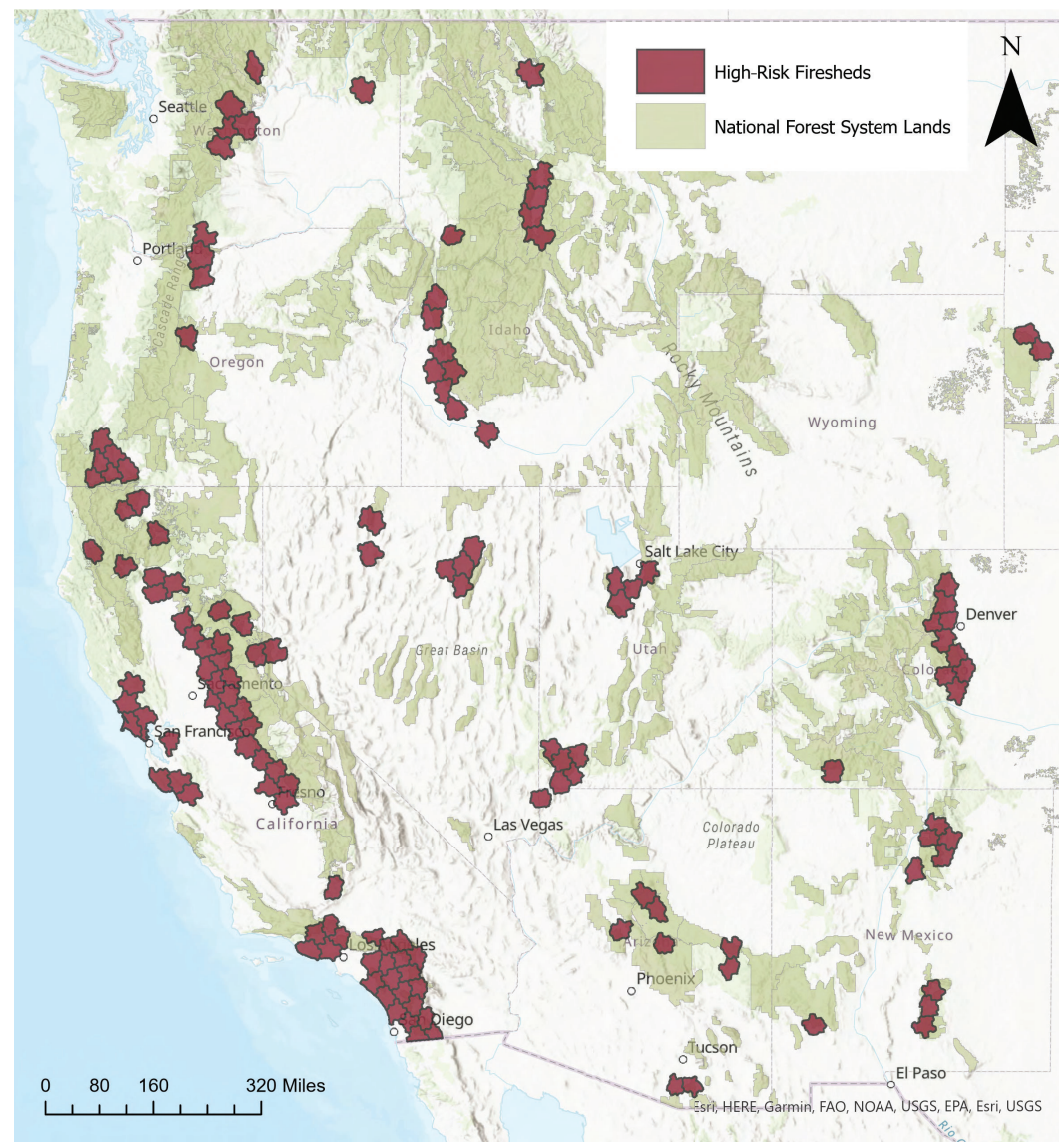 N
High-Risk Firesheds
National Forest System Lands
Seattle
Washington
Portland
Cascade Range
Oregon
Idaho
Rocky Mountains
Wyoming
Salt Lake City
Great Basin
Utah
Denver
Sacramento
San Francisco
Fresno
California
Las Vegas
Colorado
Plateau
Los Angeles
Arizona
New Mexico
Phoenix
San Diego
Tucson
El Paso
0 80 160 320 Miles
Esri, HERE, Garmin, FAO, NOAA, USGS, EPA, Esri, USGS
Rio